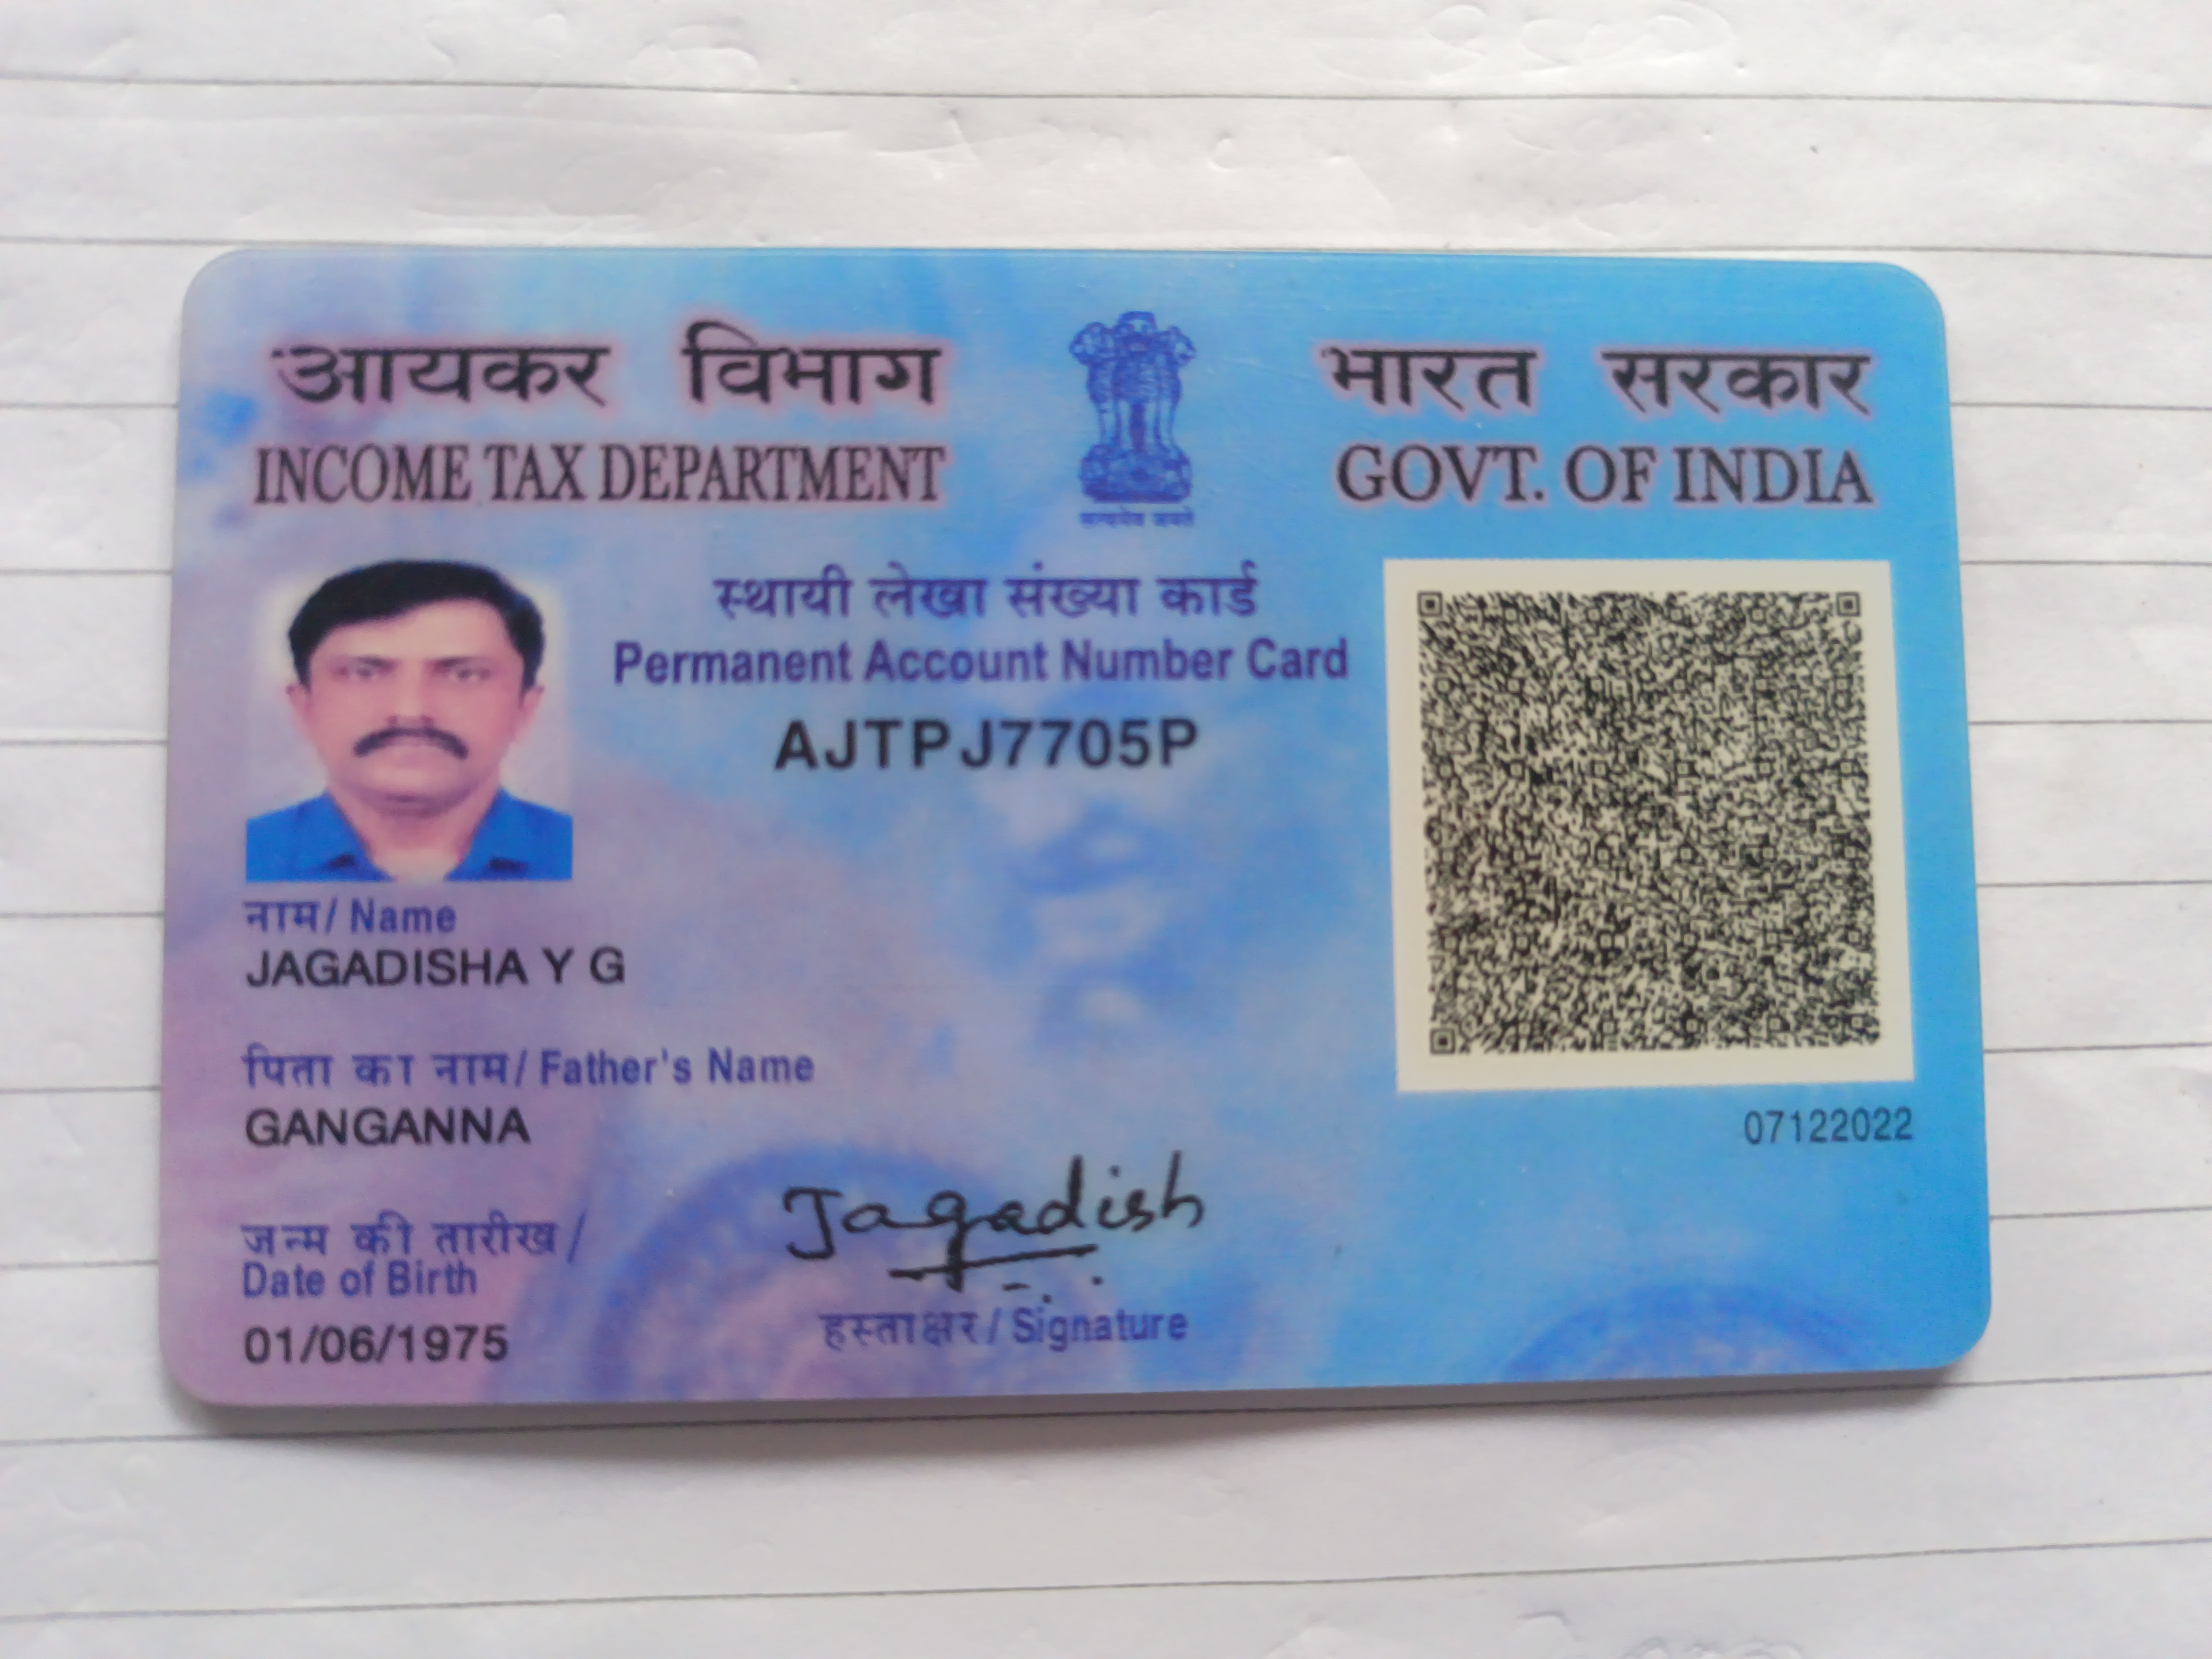 आयकर विभाग
INCOME TAX DEPARTMENT
सत्यमेव जयते
भारत सरकार
GOVT. OF INDIA
स्थायी लेखा संख्या कार्ड
Permanent Account Number Card
AJTPJ7705P
नाम/ Name
JAGADISHA Y G
पिता का नाम/ Father's Name
GANGANNA
07122022
जन्म की तारीख /
Date of Birth
01/06/1975
Jagadish
हस्ताक्षर / Signature